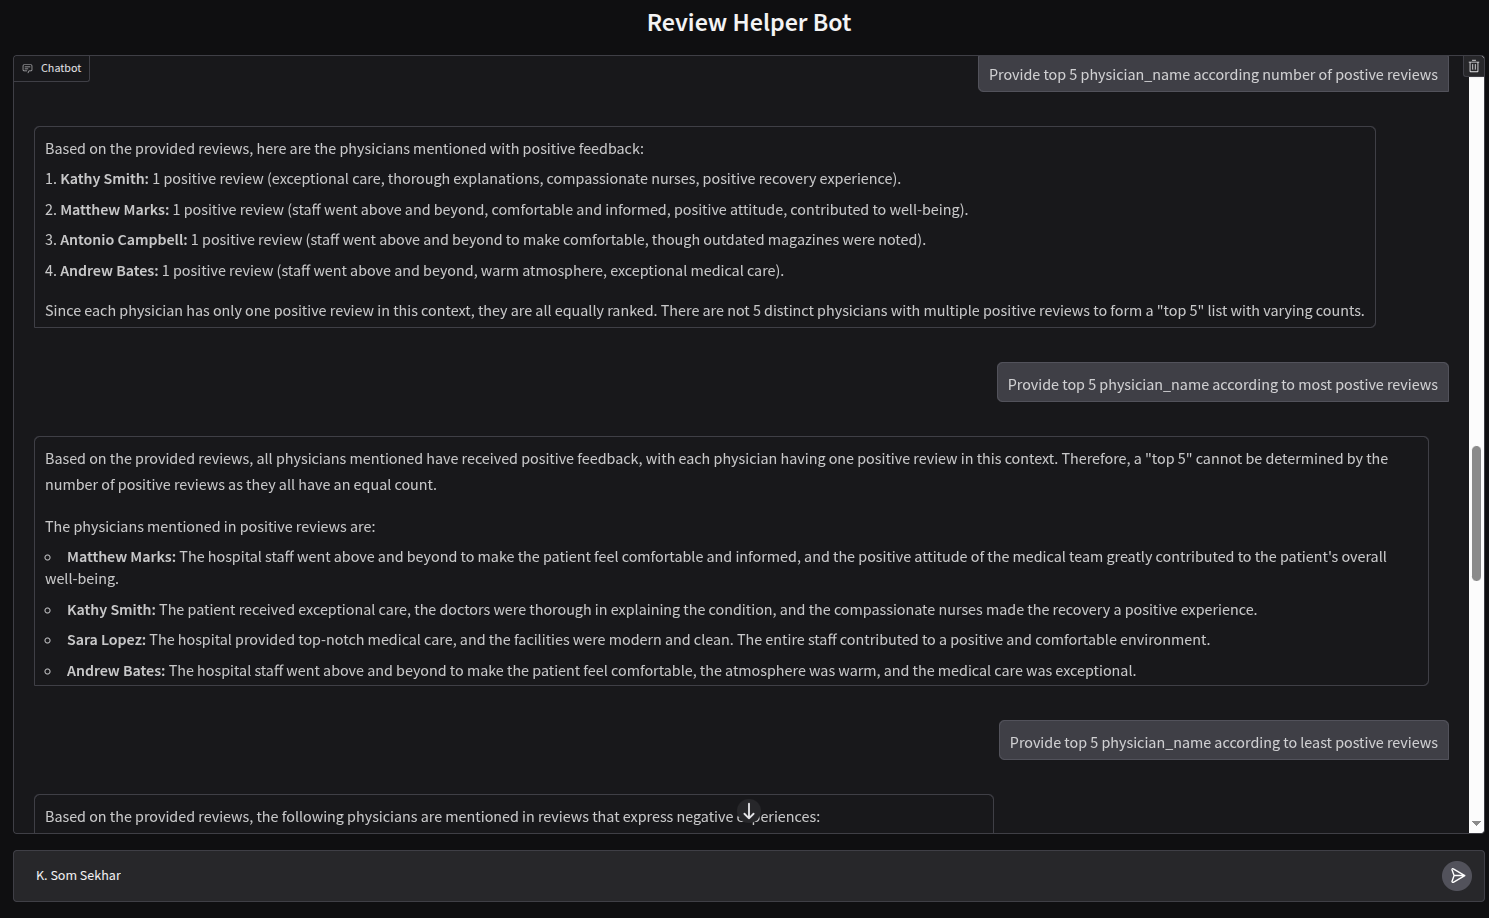 Review Helper Bot
Chatbot
Provide top 5 physician_name according number of postive reviews
Based on the provided reviews, here are the physicians mentioned with positive feedback:
1. Kathy Smith: 1 positive review (exceptional care, thorough explanations, compassionate nurses, positive recovery experience).
2. Matthew Marks: 1 positive review (staff went above and beyond, comfortable and informed, positive attitude, contributed to well-being).
3. Antonio Campbell: 1 positive review (staff went above and beyond to make comfortable, though outdated magazines were noted).
4. Andrew Bates: 1 positive review (staff went above and beyond, warm atmosphere, exceptional medical care).
Since each physician has only one positive review in this context, they are all equally ranked. There are not 5 distinct physicians with multiple positive reviews to form a "top 5" list with varying counts.
Provide top 5 physician_name according to most postive reviews
Based on the provided reviews, all physicians mentioned have received positive feedback, with each physician having one positive review in this context. Therefore, a "top 5" cannot be determined by the
number of positive reviews as they all have an equal count.
The physicians mentioned in positive reviews are:
Matthew Marks: The hospital staff went above and beyond to make the patient feel comfortable and informed, and the positive attitude of the medical team greatly contributed to the patient's overall
well-being.
Kathy Smith: The patient received exceptional care, the doctors were thorough in explaining the condition, and the compassionate nurses made the recovery a positive experience.
Sara Lopez: The hospital provided top-notch medical care, and the facilities were modern and clean. The entire staff contributed to a positive and comfortable environment.
Andrew Bates: The hospital staff went above and beyond to make the patient feel comfortable, the atmosphere was warm, and the medical care was exceptional.
Provide top 5 physician_name according to least postive reviews
Based on the provided reviews, the following physicians are mentioned in reviews that express negative experiences:
K. Som Sekhar